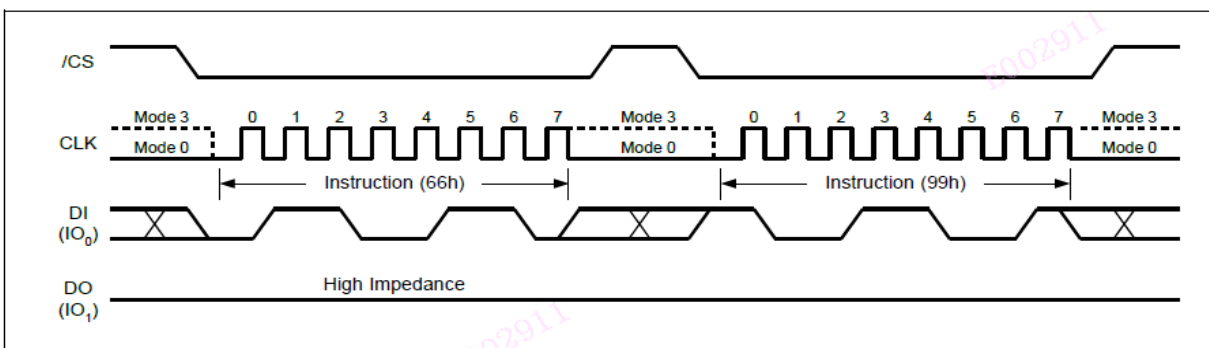 E002911
/CS
Mode 3 0 1 2 3 4 5 6 7 Mode 3 0 1 2 3 4 5 6 7 Mode 3
CLK
Mode 0 Mode 0 Mode 0
Instruction (66h) Instruction (99h)
DI
(IO0)
High Impedance
DO
(IO1)
E002911